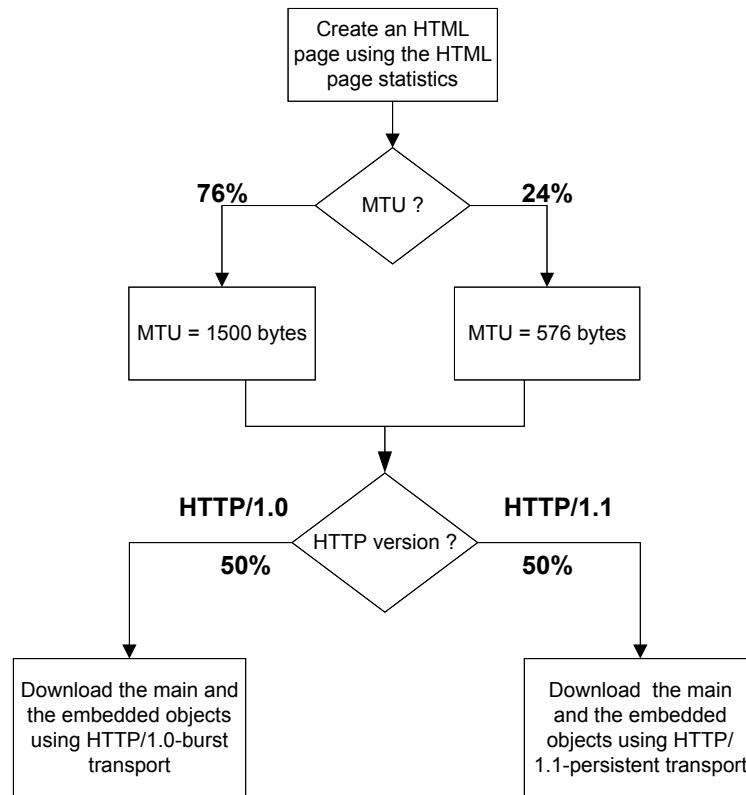 Create an HTML
page using the HTML
page statistics
76%
24%
MTU ?
MTU = 1500 bytes
MTU = 576 bytes
HTTP/1.0
HTTP/1.1
HTTP version ?
50%
50%
Download the main and
the embedded objects
using HTTP/1.0-burst
transport
Download the main
and the embedded
objects using HTTP/
1.1-persistent transport